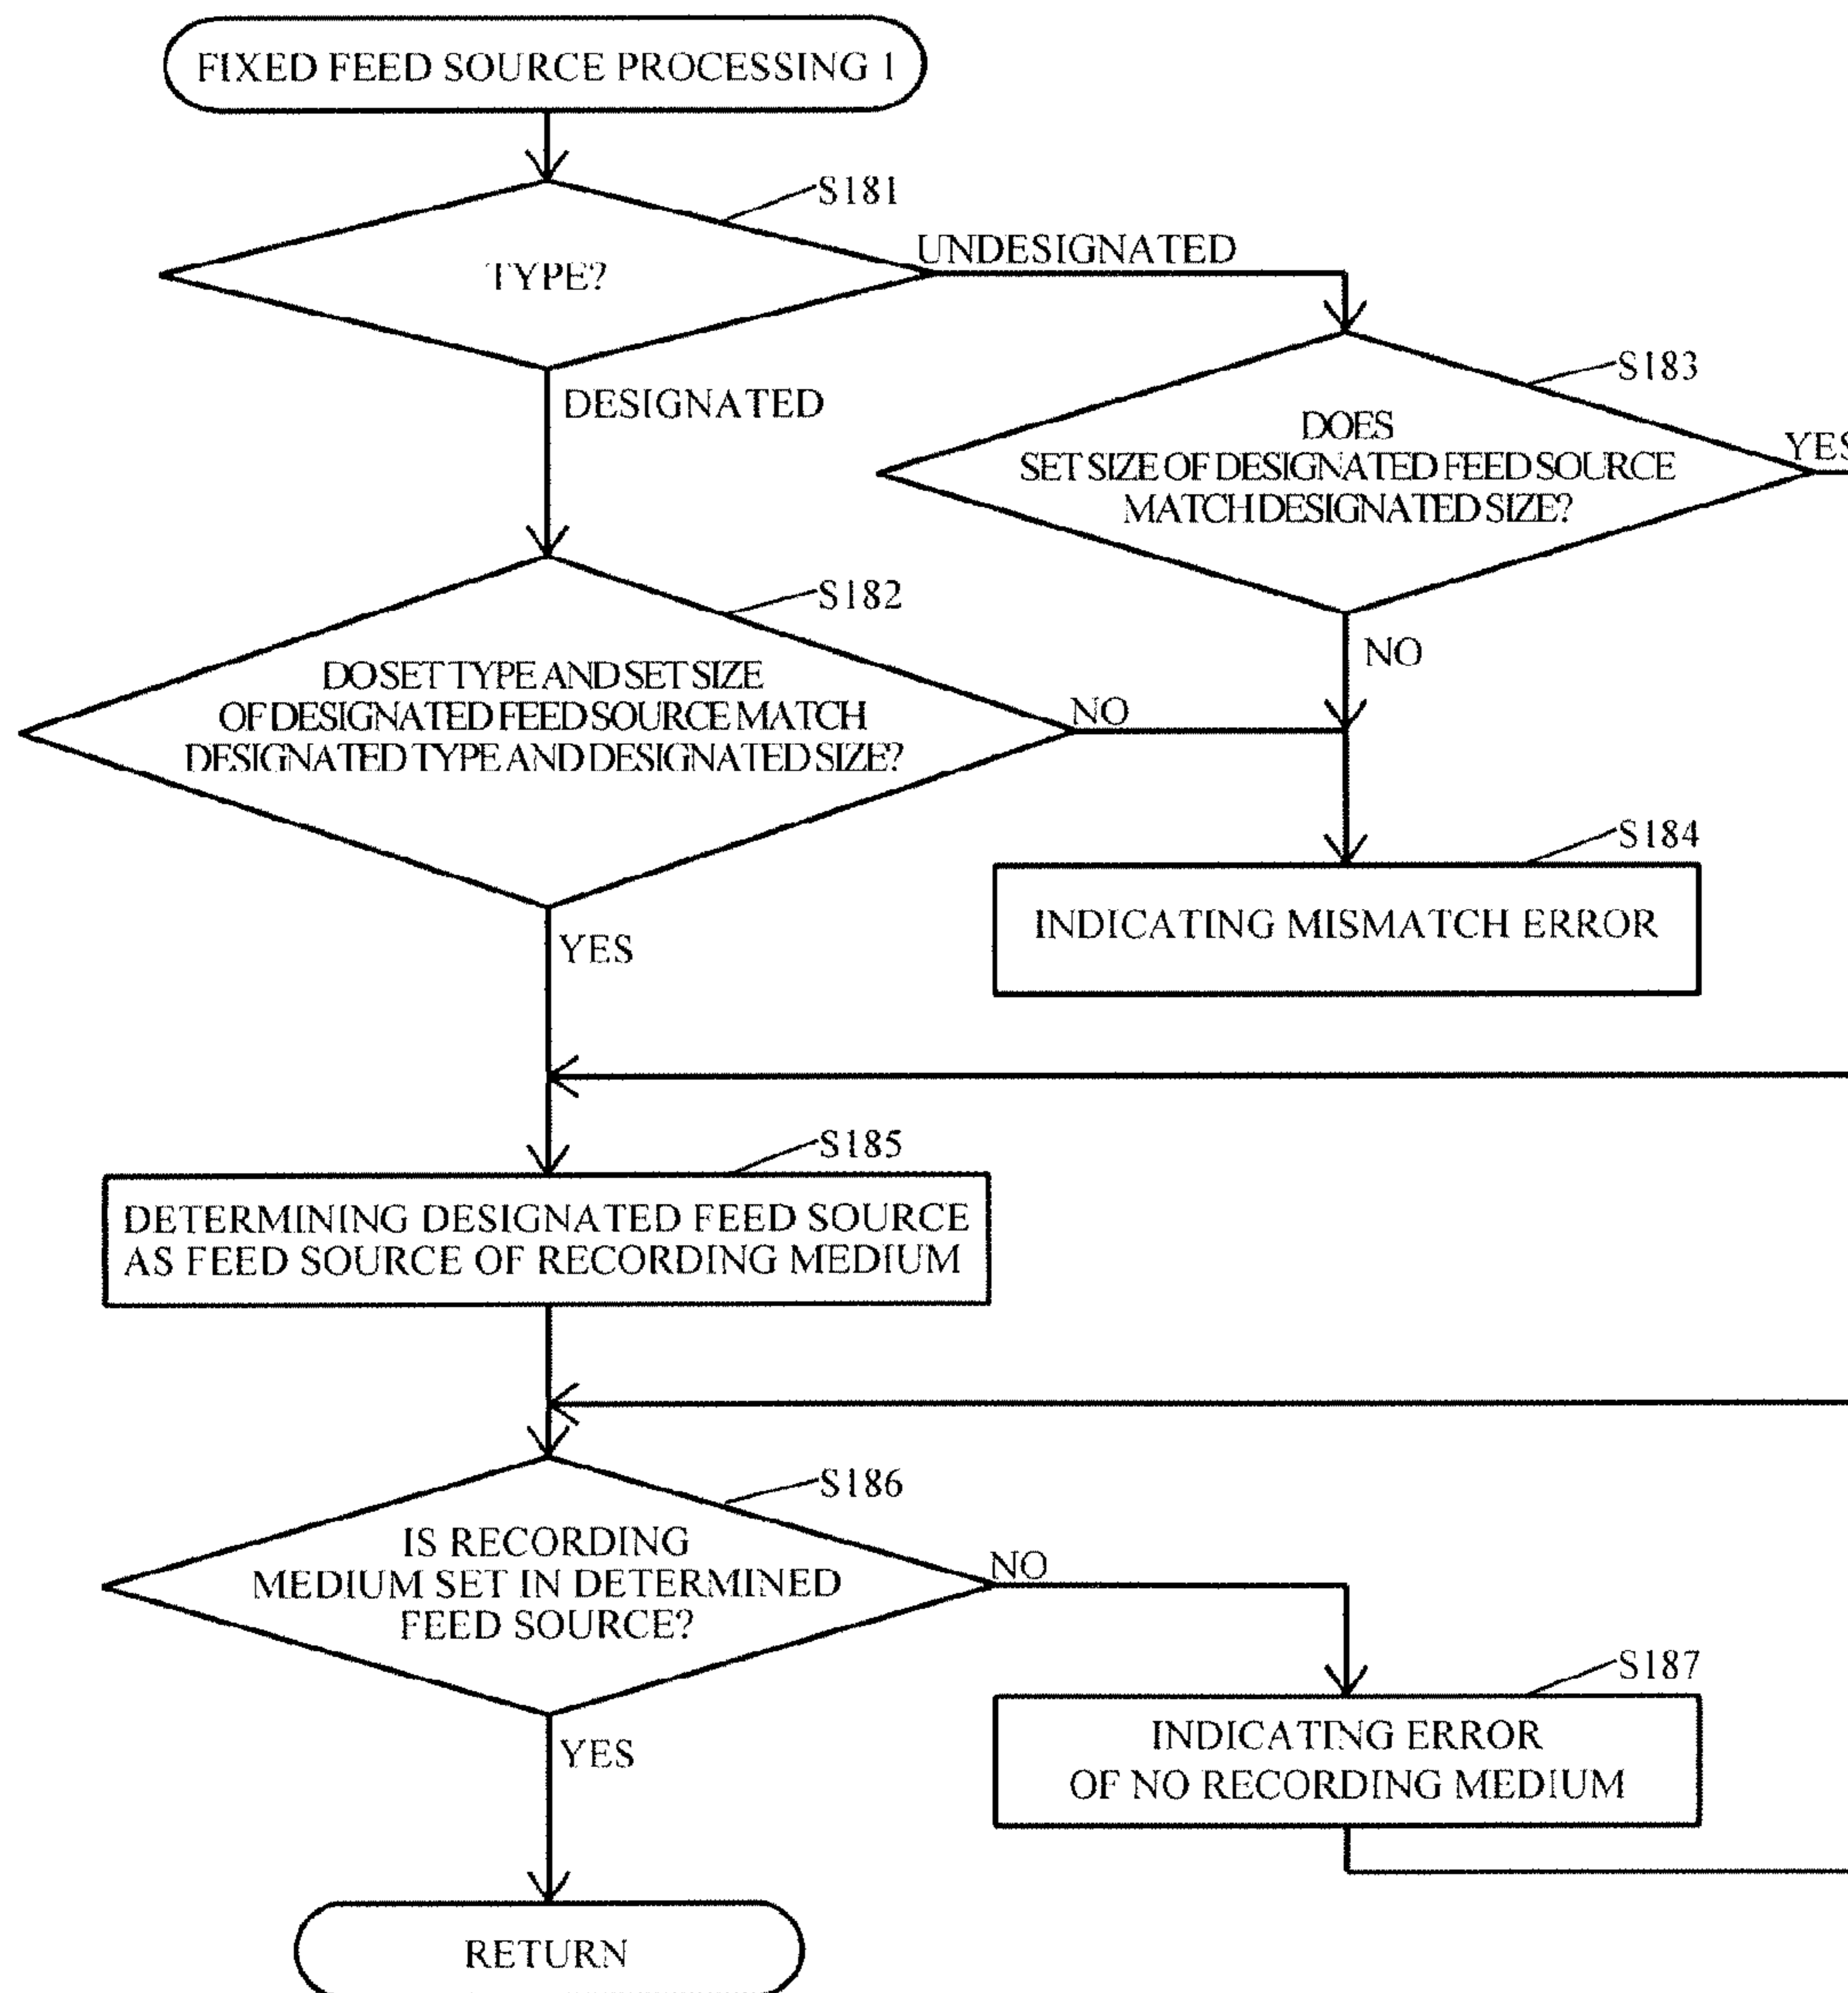 FIXED FEED SOURCE PROCESSING 1
S181
TYPE?
UNDESIGNATED
DESIGNATED
S183
DOES
SET SIZE OF DESIGNATED FEED SOURCE
MATCH DESIGNATED SIZE?
YES
NO
S182
DO SET TYPE AND SET SIZE
OF DESIGNATED FEED SOURCE MATCH
DESIGNATED TYPE AND DESIGNATED SIZE?
NO
YES
S184
INDICATING MISMATCH ERROR
S185
DETERMINING DESIGNATED FEED SOURCE
AS FEED SOURCE OF RECORDING MEDIUM
S186
IS RECORDING
MEDIUM SET IN DETERMINED
FEED SOURCE?
NO
YES
S187
INDICATING ERROR
OF NO RECORDING MEDIUM
RETURN